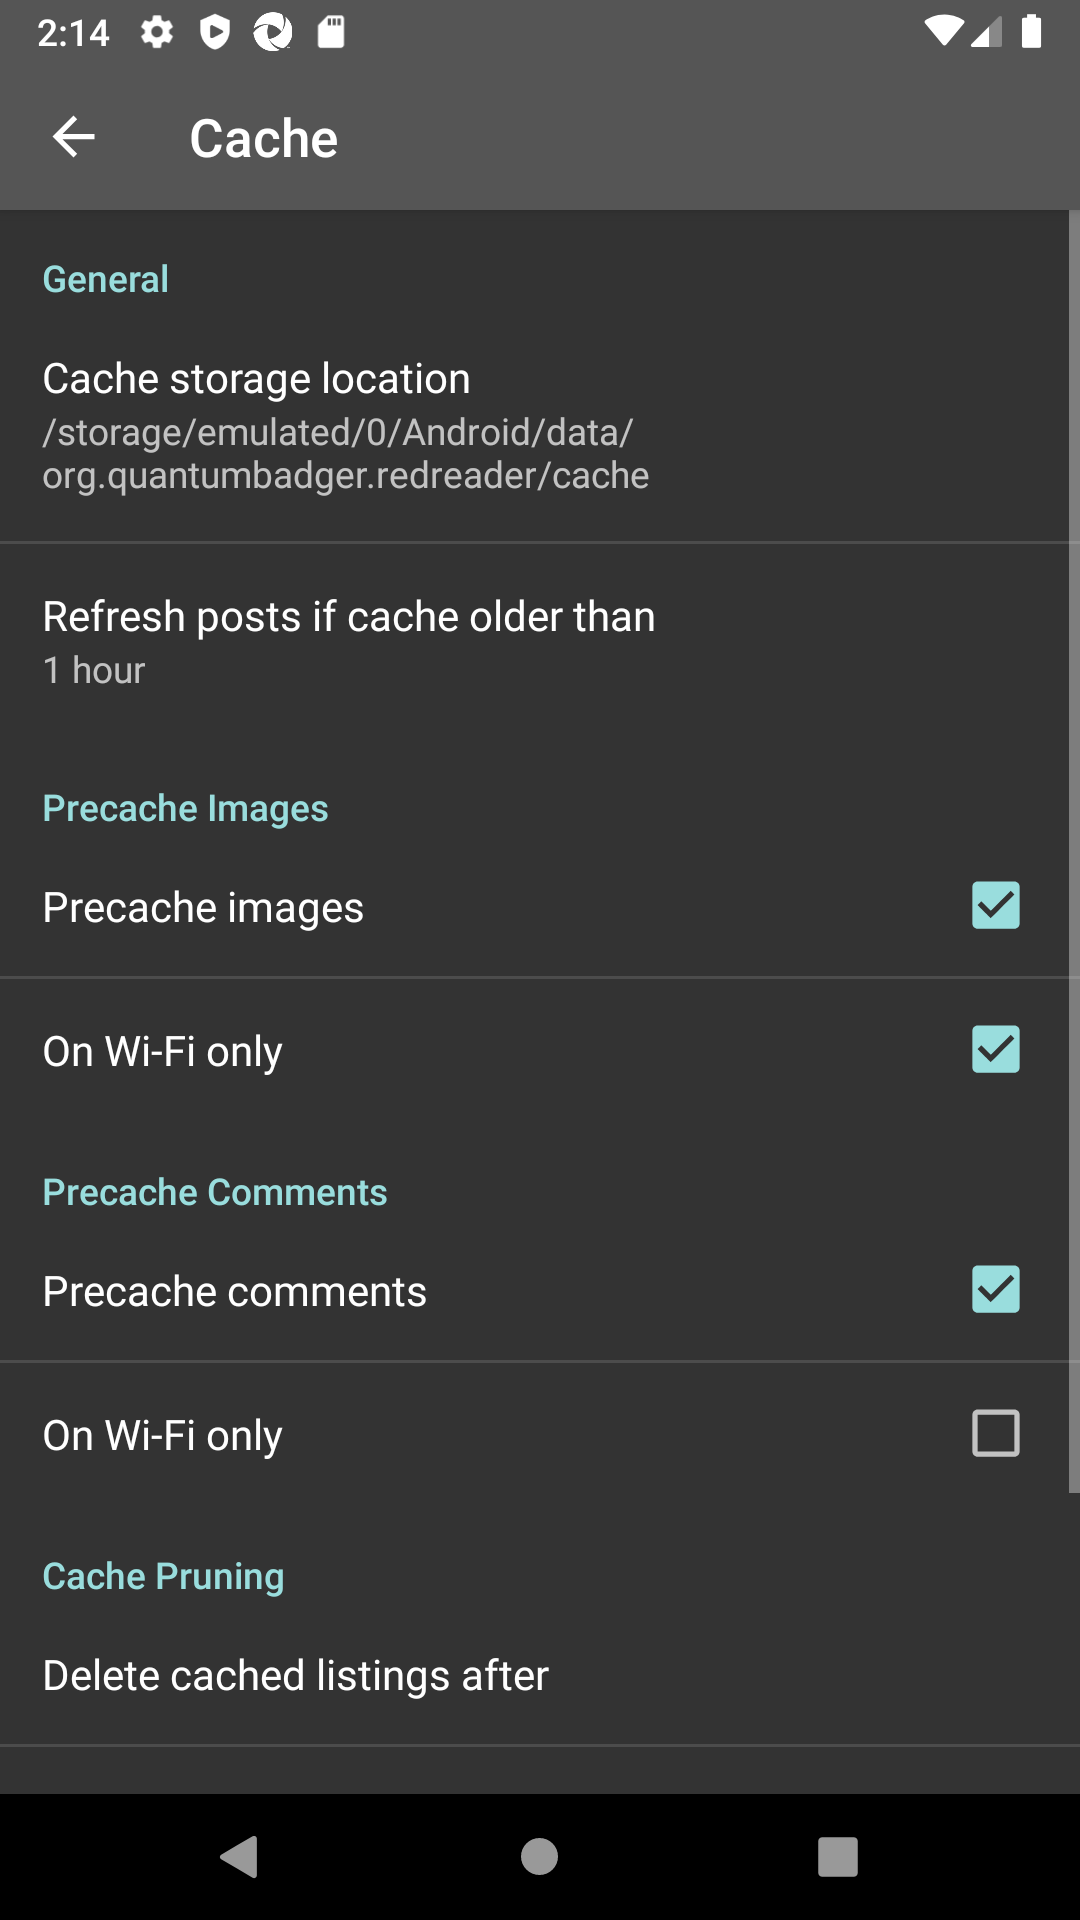 2:14
Cache
General
Cache storage location
/storage/emulated/0/Android/data/
org.quantumbadger.redreader/cache
Refresh posts if cache older than
1 hour
Precache Images
Precache images
On Wi-Fi only
Precache Comments
Precache comments
On Wi-Fi only
Cache Pruning
Delete cached listings after